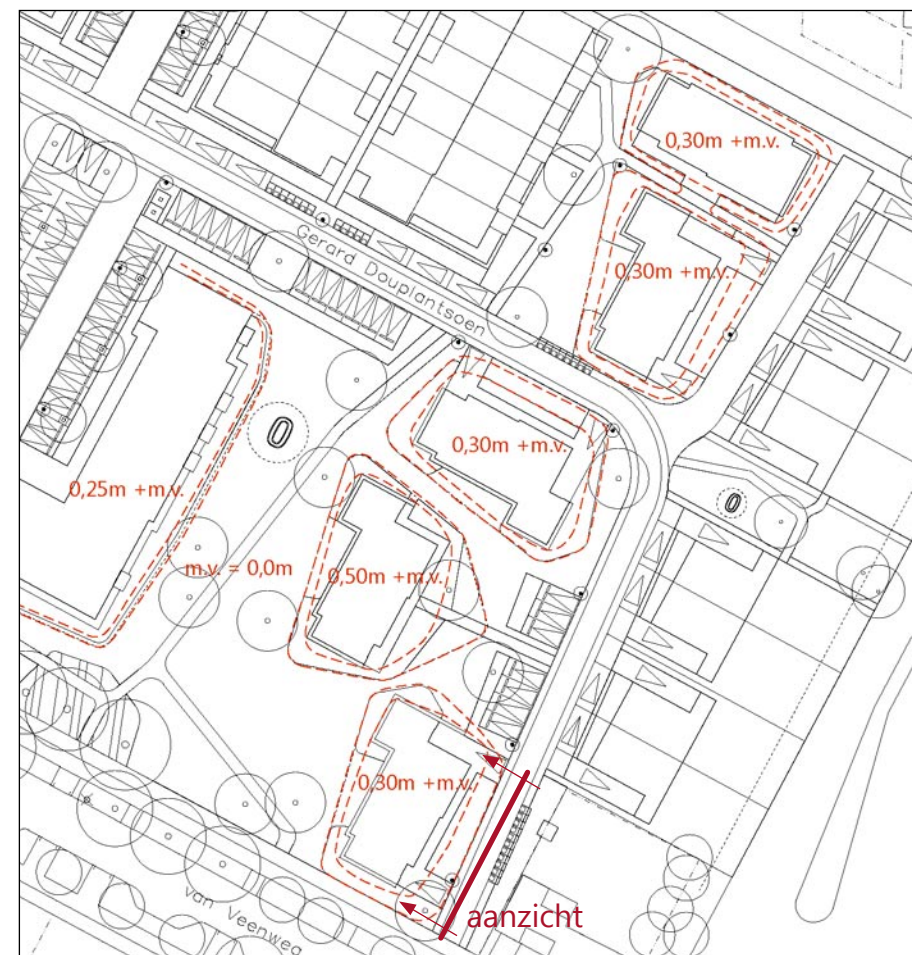 0,30m +m.v.
Gerard Douplantsoen
0,30m +m.v.
0,30m +m.v.
0,25m +m.v.
m.v. = 0,0m
0,50m +m.v.
0,30m +m.v.
aanzicht
van Veenweg